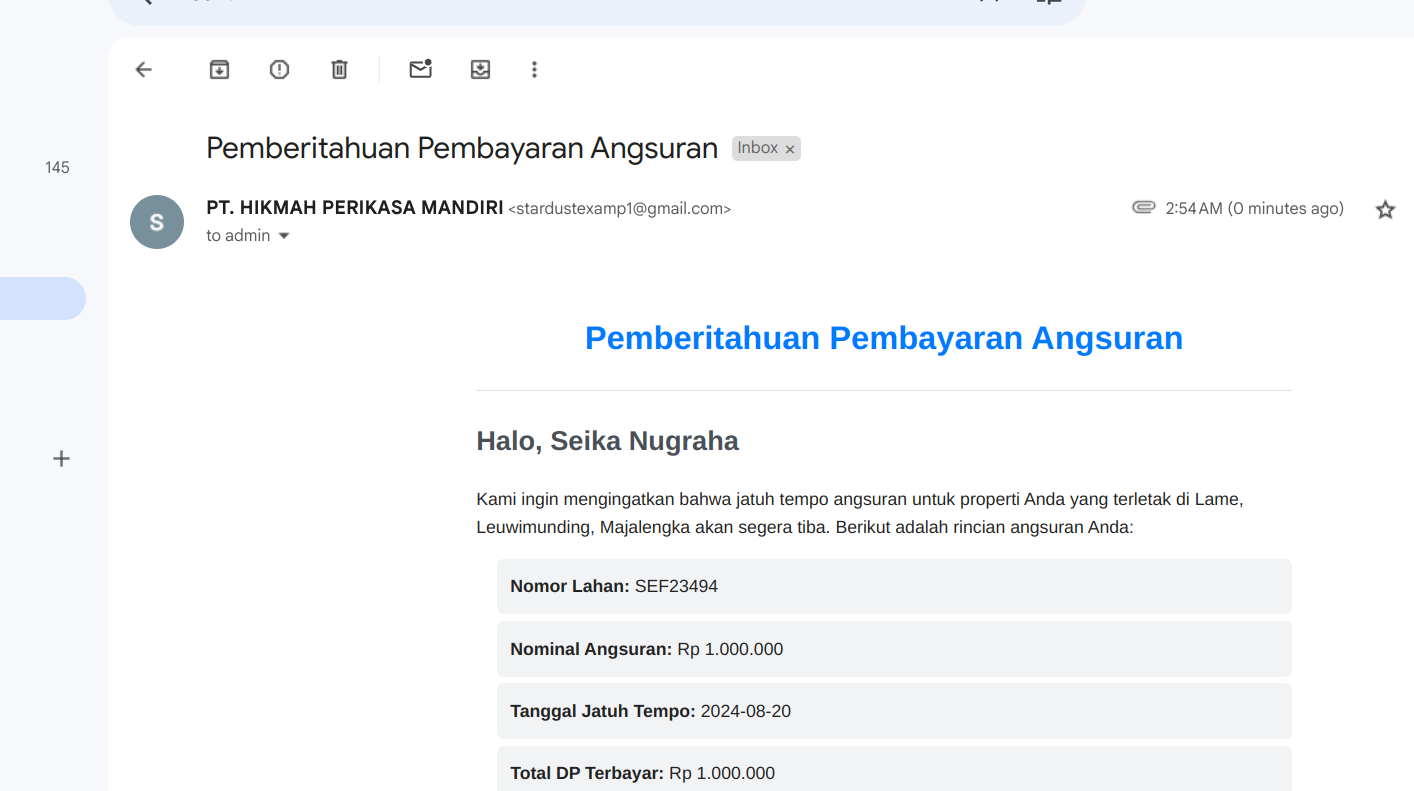 Pemberitahuan Pembayaran Angsuran Inbox ×
145
S
PT. HIKMAH PERIKASA MANDIRI <stardustexamp1@gmail.com>
2:54 AM (0 minutes ago)
to admin
Pemberitahuan Pembayaran Angsuran
Halo, Seika Nugraha
Kami ingin mengingatkan bahwa jatuh tempo angsuran untuk properti Anda yang terletak di Lame,
Leuwimunding, Majalengka akan segera tiba. Berikut adalah rincian angsuran Anda:
Nomor Lahan: SEF23494
Nominal Angsuran: Rp 1.000.000
Tanggal Jatuh Tempo: 2024-08-20
Total DP Terbayar: Rp 1.000.000